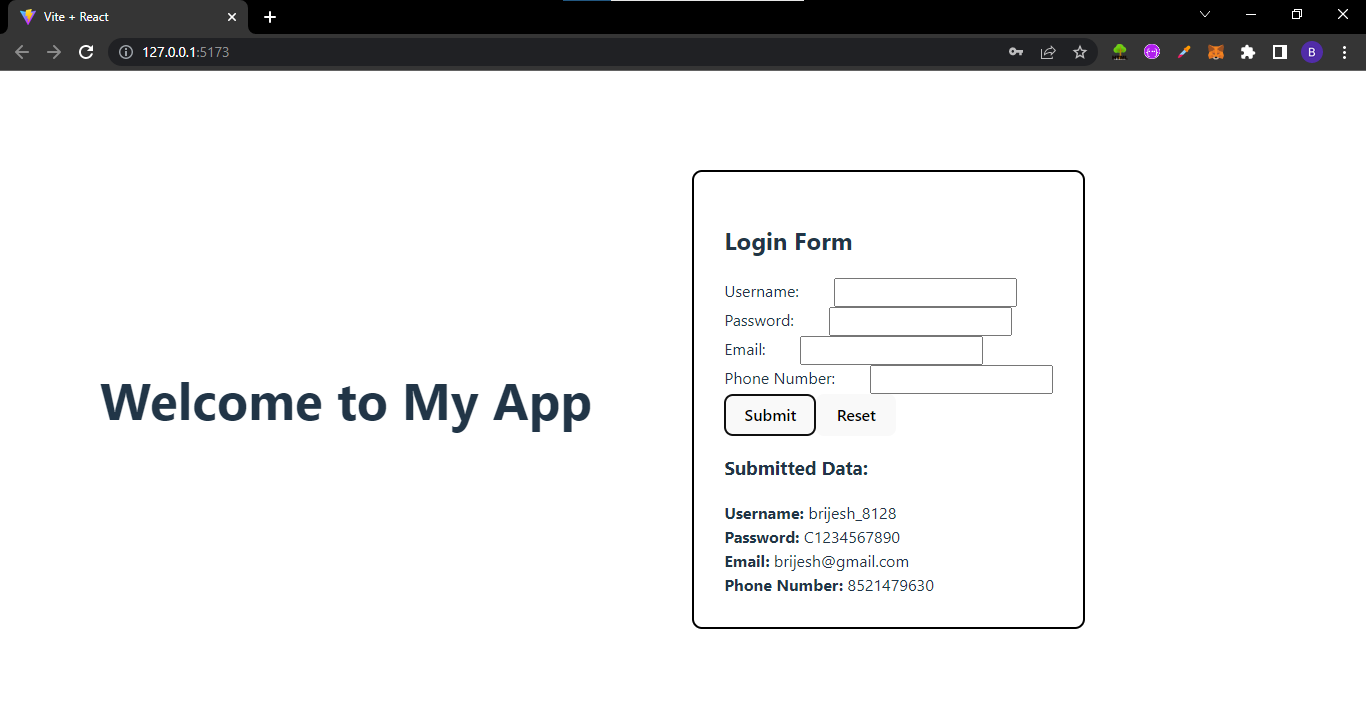 Vite + React
127.0.0.1:5173
B
Welcome to My App
Login Form
Username:
Password:
Email:
Phone Number:
Submit Reset
Submitted Data:
Username: brijesh_8128
Password: C1234567890
Email: brijesh@gmail.com
Phone Number: 8521479630